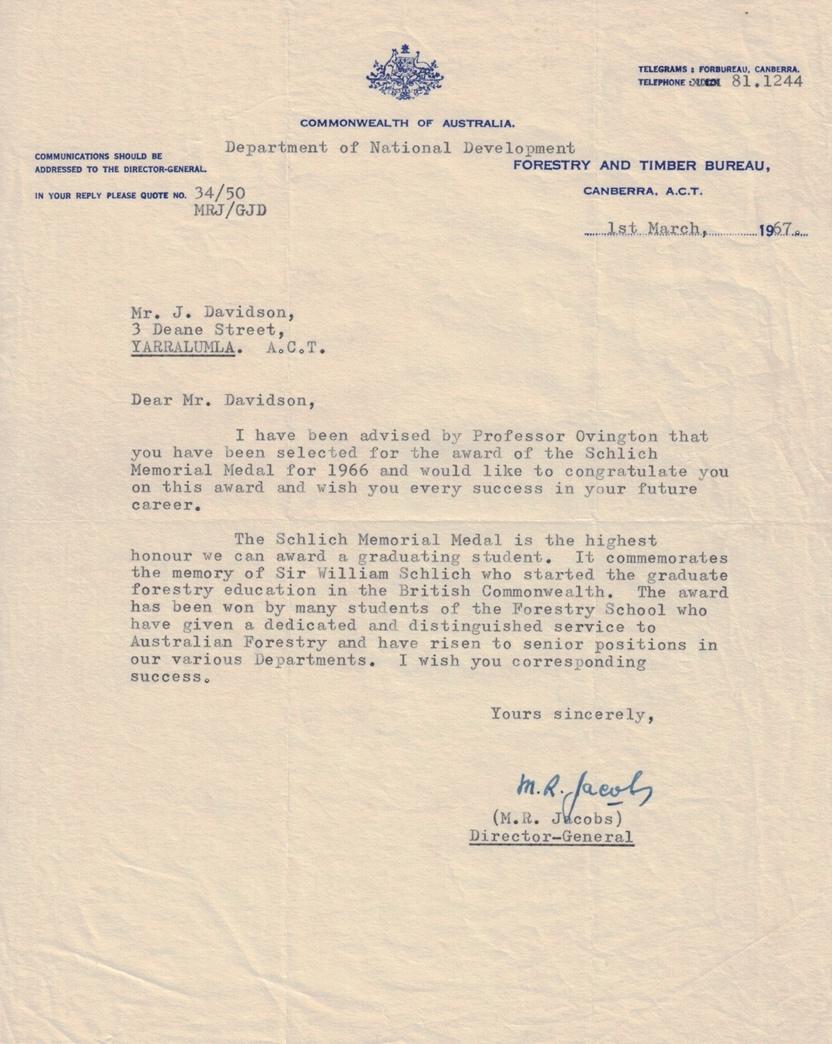 TELEGRAMS : FORBUREAU, CANBERRA.
TELEPHONE : 81.1244
COMMONWEALTH OF AUSTRALIA.
Department of National Development
COMMUNICATIONS SHOULD BE
ADDRESSED TO THE DIRECTOR-GENERAL.
FORESTRY AND TIMBER BUREAU,
CANBERRA, A.C.T.
IN YOUR REPLY PLEASE QUOTE NO. 34/50
MRJ/GJD
1st March, 1967.
Mr. J. Davidson,
3 Deane Street,
YARRALUMLA. A.C.T.
Dear Mr. Davidson,
I have been advised by Professor Ovington that
you have been selected for the award of the Schlich
Memorial Medal for 1966 and would like to congratulate you
on this award and wish you every success in your future
career.
The Schlich Memorial Medal is the highest
honour we can award a graduating student. It commemorates
the memory of Sir William Schlich who started the graduate
forestry education in the British Commonwealth. The award
has been won by many students of the Forestry School who
have given a dedicated and distinguished service to
Australian Forestry and have risen to senior positions in
our various Departments. I wish you corresponding
success.
Yours sincerely,
M.R. Jacobs
(M.R. Jacobs)
Director-General